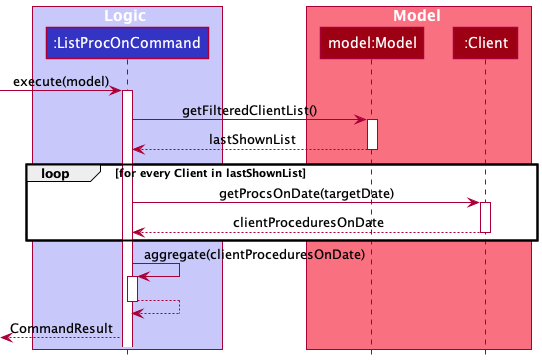 Logic
Model
:ListProcOnCommand
model:Model
:Client
execute(model)
getFilteredClientList()
lastShownList
loop
[for every Client in lastShownList]
getProcsOnDate(targetDate)
clientProceduresOnDate
aggregate(clientProceduresOnDate)
CommandResult